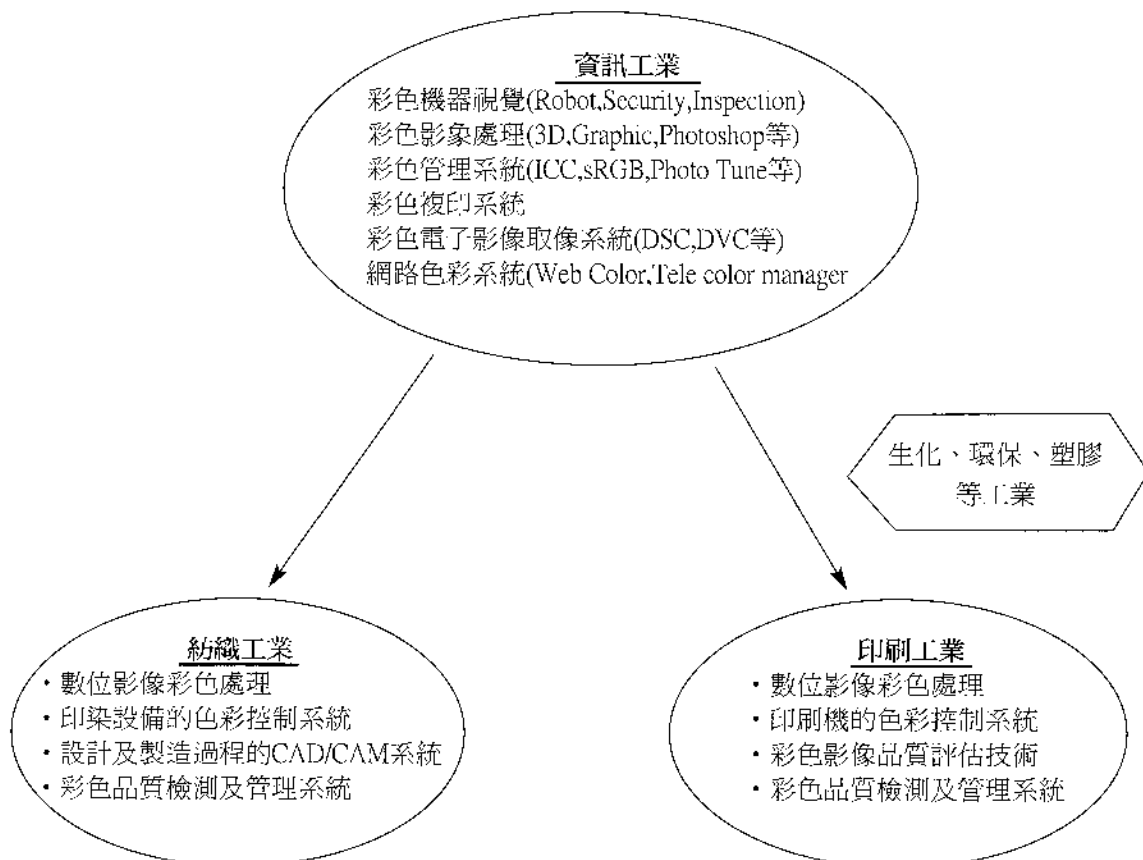 資訊工業
彩色機器視覺(Robot,Security,Inspection)
彩色影象處理(3D,Graphic,Photoshop等)
彩色管理系統(ICC,sRGB,Photo Tune等)
彩色複印系統
彩色電子影像取像系統(DSC,DVC等)
網路色彩系統(Web Color,Tele color manager
生化、環保、塑膠
等工業
紡織工業
・數位影像彩色處理
・印染設備的色彩控制系統
・設計及製造過程的CAD/CAM系統
・彩色品質檢測及管理系統
印刷工業
・數位影像彩色處理
・印刷機的色彩控制系統
・彩色影像品質評估技術
・彩色品質檢測及管理系統